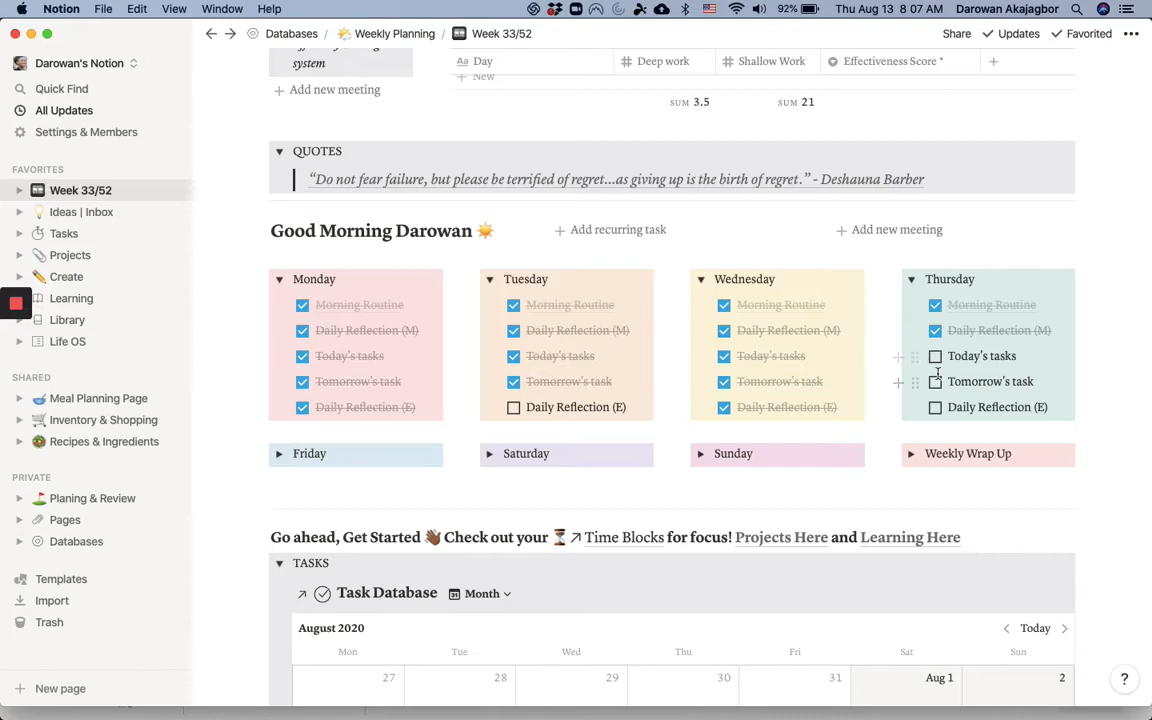 Notion File Edit View Window Help 92% Thu Aug 13 8:07 AM Darowan Akajagbor
Databases / Weekly Planning / Week 33/52 Share Updates Favorited
Darowan's Notion
Quick Find
All Updates
Settings & Members
FAVORITES
Week 33/52
Ideas | Inbox
Tasks
Projects
Create
Learning
Library
Life OS
SHARED
Meal Planning Page
Inventory & Shopping
Recipes & Ingredients
PRIVATE
Planing & Review
Pages
Databases
Templates
Import
Trash
New page
system
Add new meeting
Aa Day # Deep work # Shallow Work Effectiveness Score * +
+ New
SUM 3.5 SUM 21
QUOTES
“Do not fear failure, but please be terrified of regret...as giving up is the birth of regret.” - Deshauna Barber
Good Morning Darowan + Add recurring task + Add new meeting
Monday
Morning Routine
Daily Reflection (M)
Today's tasks
Tomorrow's task
Daily Reflection (E)
Tuesday
Morning Routine
Daily Reflection (M)
Today's tasks
Tomorrow's task
Daily Reflection (E)
Wednesday
Morning Routine
Daily Reflection (M)
Today's tasks
Tomorrow's task
Daily Reflection (E)
Thursday
Morning Routine
Daily Reflection (M)
Today's tasks
Tomorrow's task
Daily Reflection (E)
Friday Saturday Sunday Weekly Wrap Up
Go ahead, Get Started 👋🏾 Check out your ⏳ ↗ Time Blocks for focus! Projects Here and Learning Here
TASKS
↗ Task Database Month
August 2020 < Today >
Mon Tue Wed Thu Fri Sat Sun
27 28 29 30 31 Aug 1 2
?